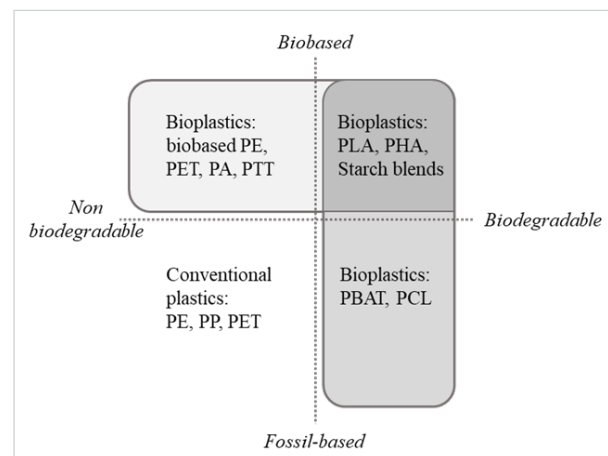 Biobased
Bioplastics:
biobased PE,
PET, PA, PTT
Bioplastics:
PLA, PHA,
Starch blends
Non
biodegradable
Biodegradable
Conventional
plastics:
PE, PP, PET
Bioplastics:
PBAT, PCL
Fossil-based